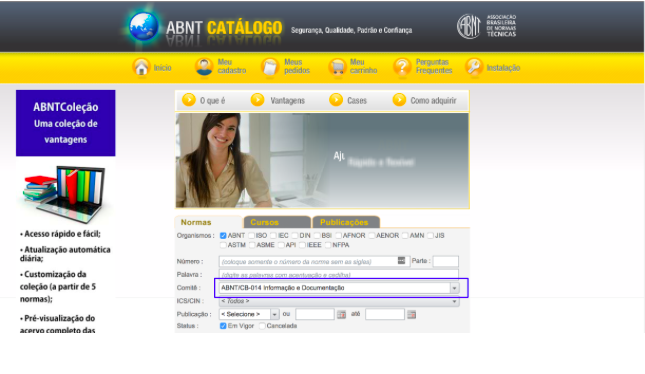 ABNT CATÁLOGO
Segurança, Qualidade, Padrão e Confiança
ABNT
ASSOCIAÇÃO
BRASILEIRA
DE NORMAS
TÉCNICAS
Início
Meu cadastro
Meus pedidos
Meu carrinho
Perguntas Frequentes
Instalação
ABNTColeção
Uma coleção de
vantagens
• Acesso rápido e fácil;
• Atualização automática
diária;
• Customização da
coleção (a partir de 5
normas);
• Pré-visualização do
acervo completo das
O que é
Vantagens
Cases
Como adquirir
Rápido e flexível
Normas
Cursos
Publicações
Organismos : ABNT ISO IEC DIN BSI AFNOR AENOR AMN JIS
ASTM ASME API IEEE NFPA
Número : (coloque somente o número da norma sem as siglas) Parte :
Palavra : (digite as palavras com acentuação e cedilha)
Comitê : ABNT/CB-014 Informação e Documentação
ICS/CIN : < Todos >
Publicação : < Selecione > ou até
Status : Em Vigor Cancelada